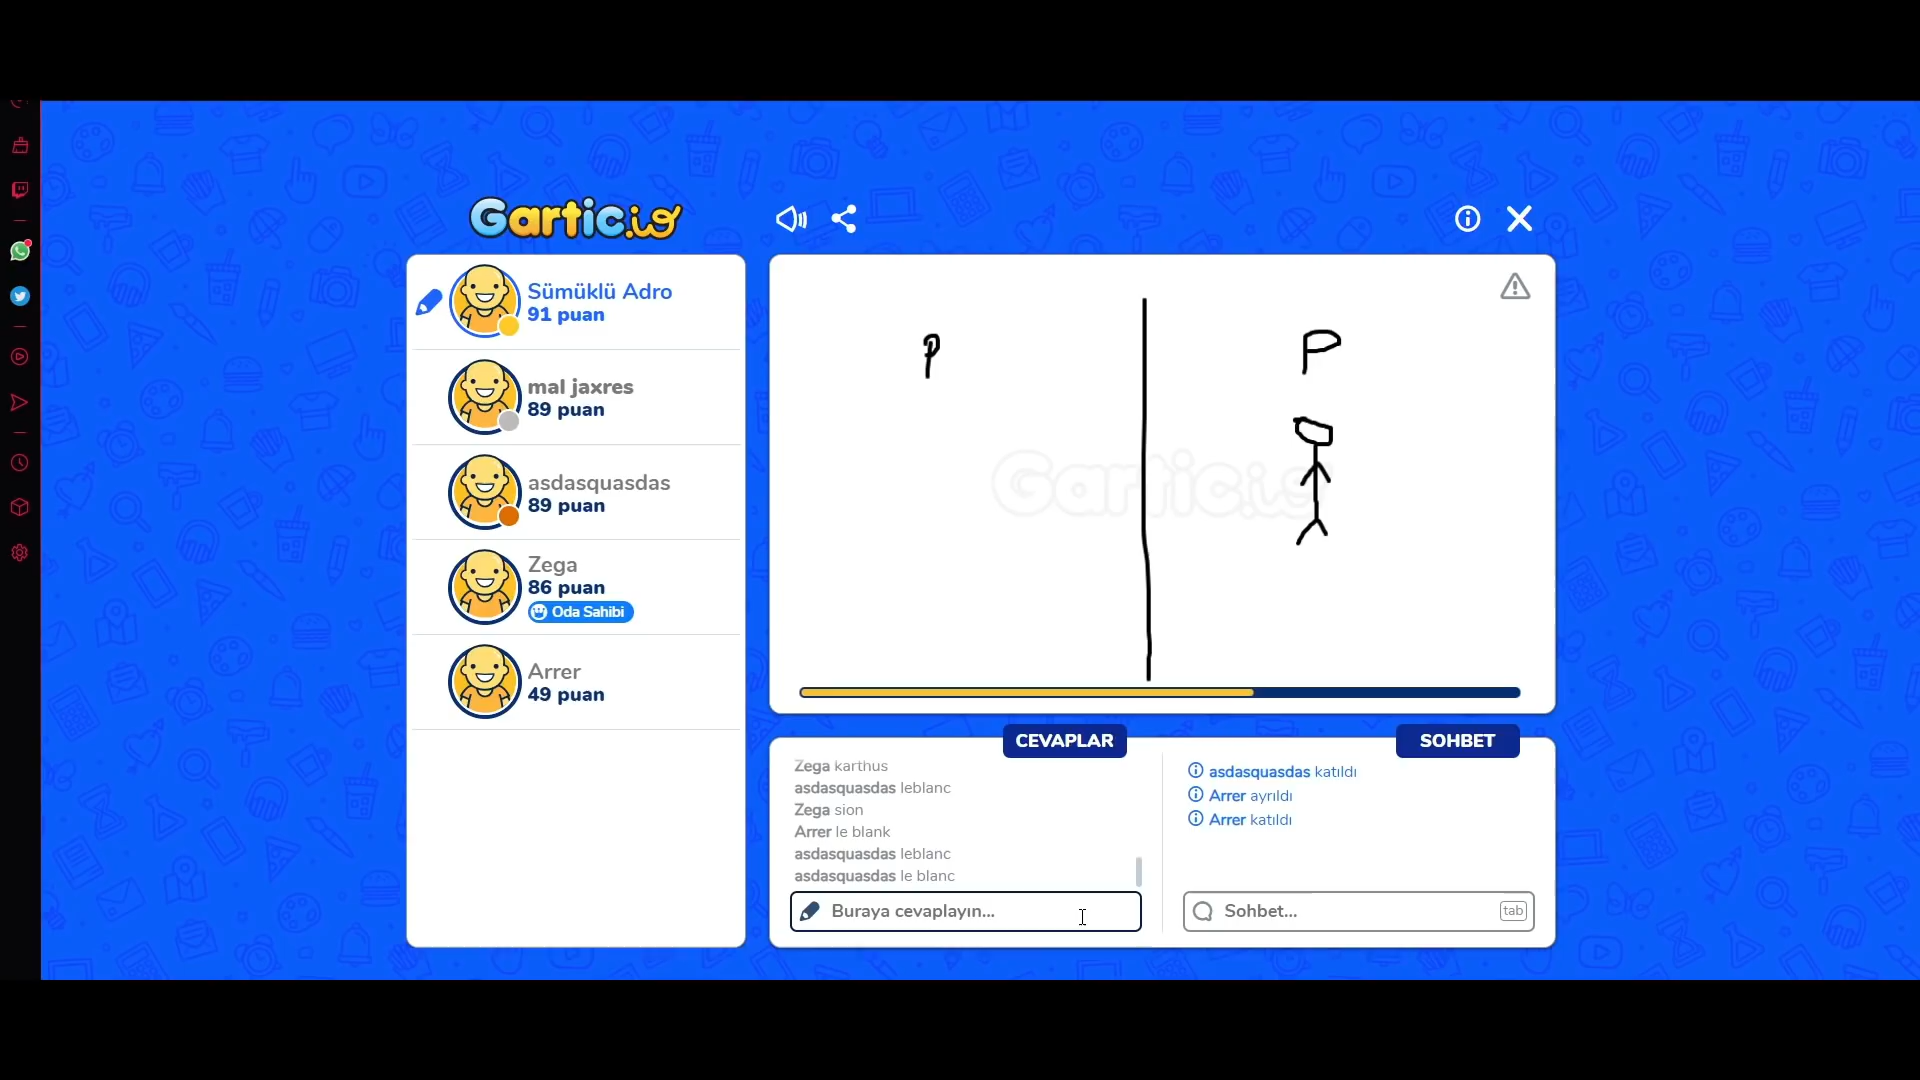 Gartic.io
Sümüklü Adro
91 puan
mal jaxres
89 puan
asdasquasdas
89 puan
Zega
86 puan
Oda Sahibi
Arrer
49 puan
P
P
Gartic.io
CEVAPLAR
Zega karthus
asdasquasdas leblanc
Zega sion
Arrer le blank
asdasquasdas leblanc
asdasquasdas le blanc
Buraya cevaplayın...
SOHBET
asdasquasdas katıldı
Arrer ayrıldı
Arrer katıldı
Sohbet...
tab